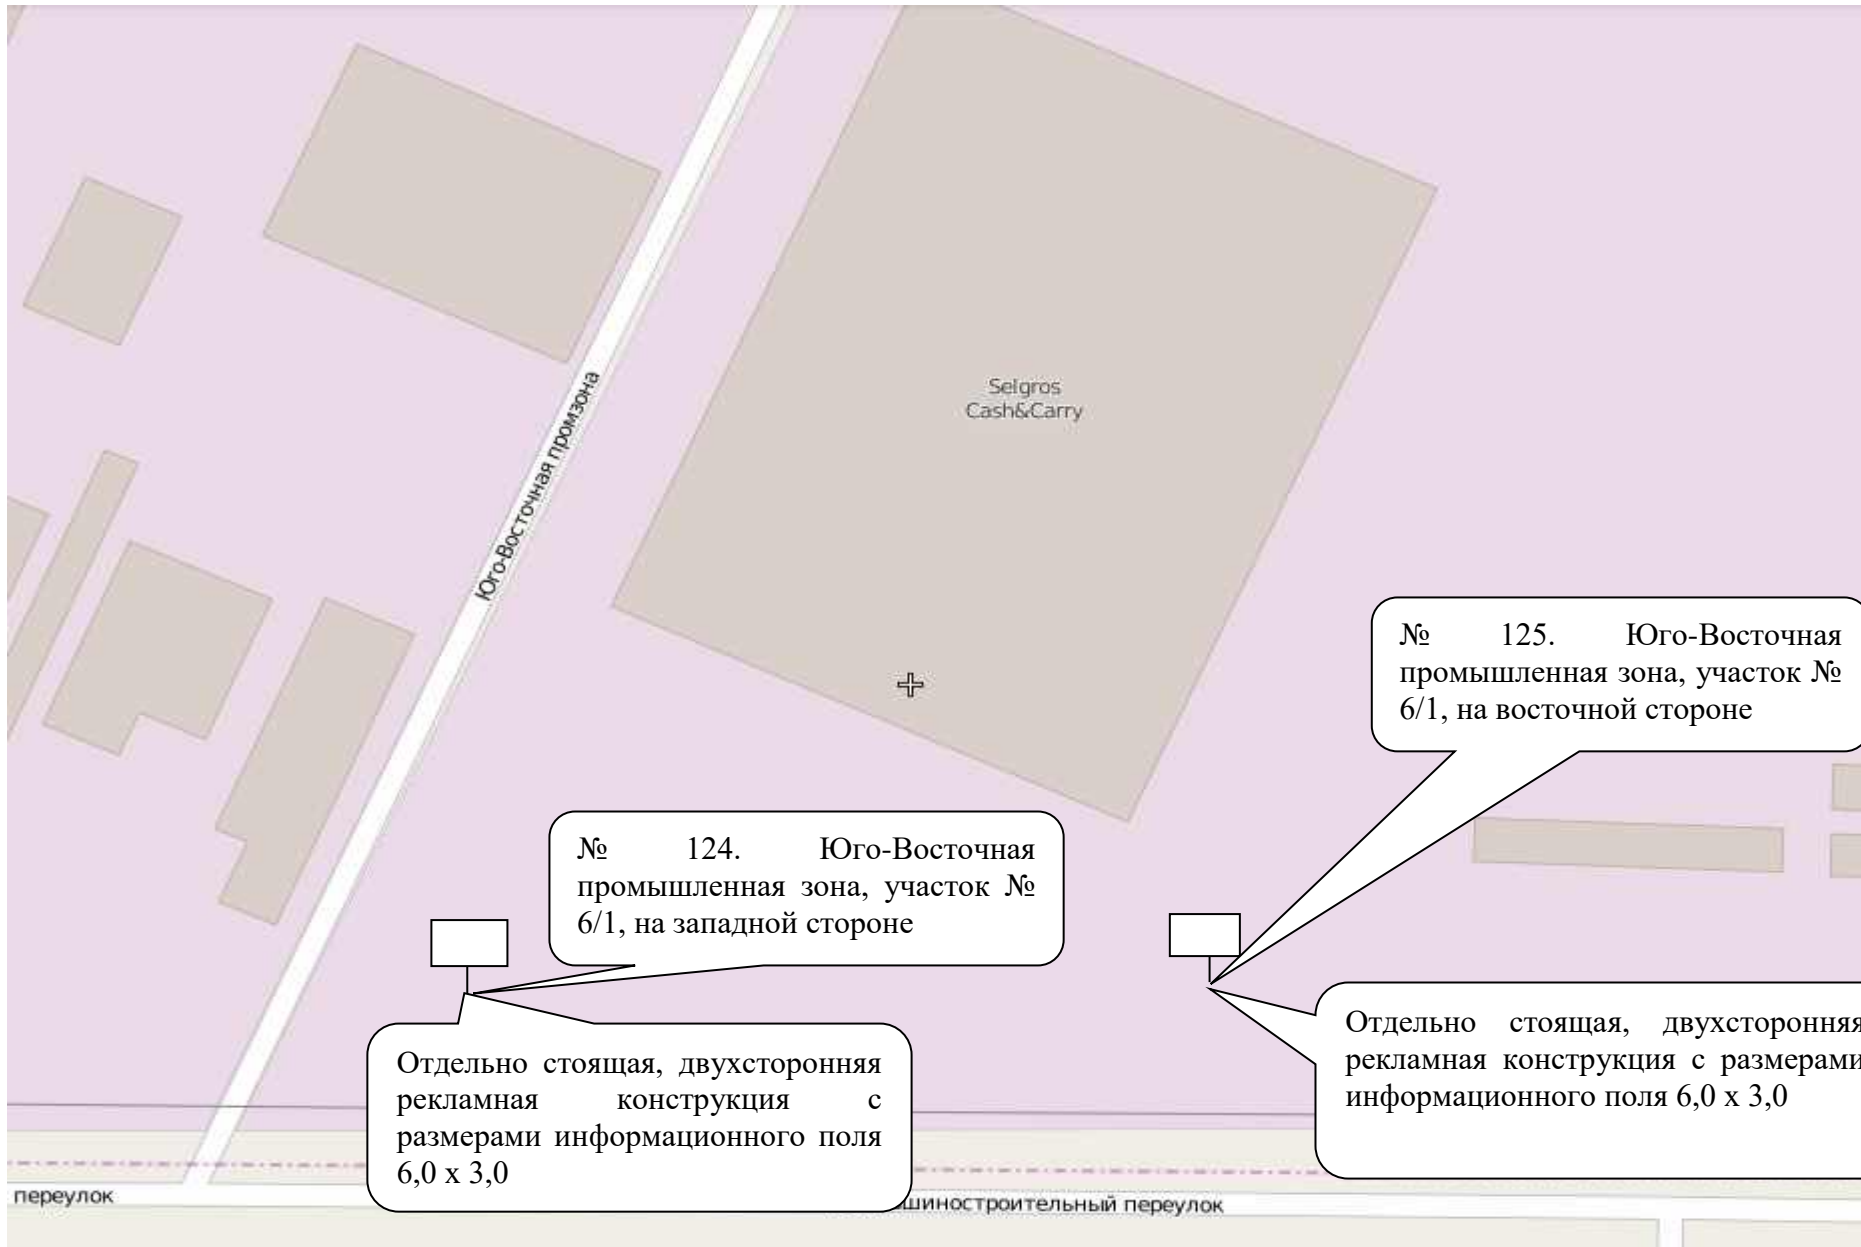 Selgros
Cash&Carry
Юго-Восточная промзона
№ 125. Юго-Восточная
промышленная зона, участок №
6/1, на восточной стороне
№ 124. Юго-Восточная
промышленная зона, участок №
6/1, на западной стороне
Отдельно стоящая, двухсторонняя
рекламная конструкция с размерами
информационного поля 6,0 х 3,0
Отдельно стоящая, двухсторонняя
рекламная конструкция с
размерами информационного поля
6,0 х 3,0
переулок
шиностроительный переулок